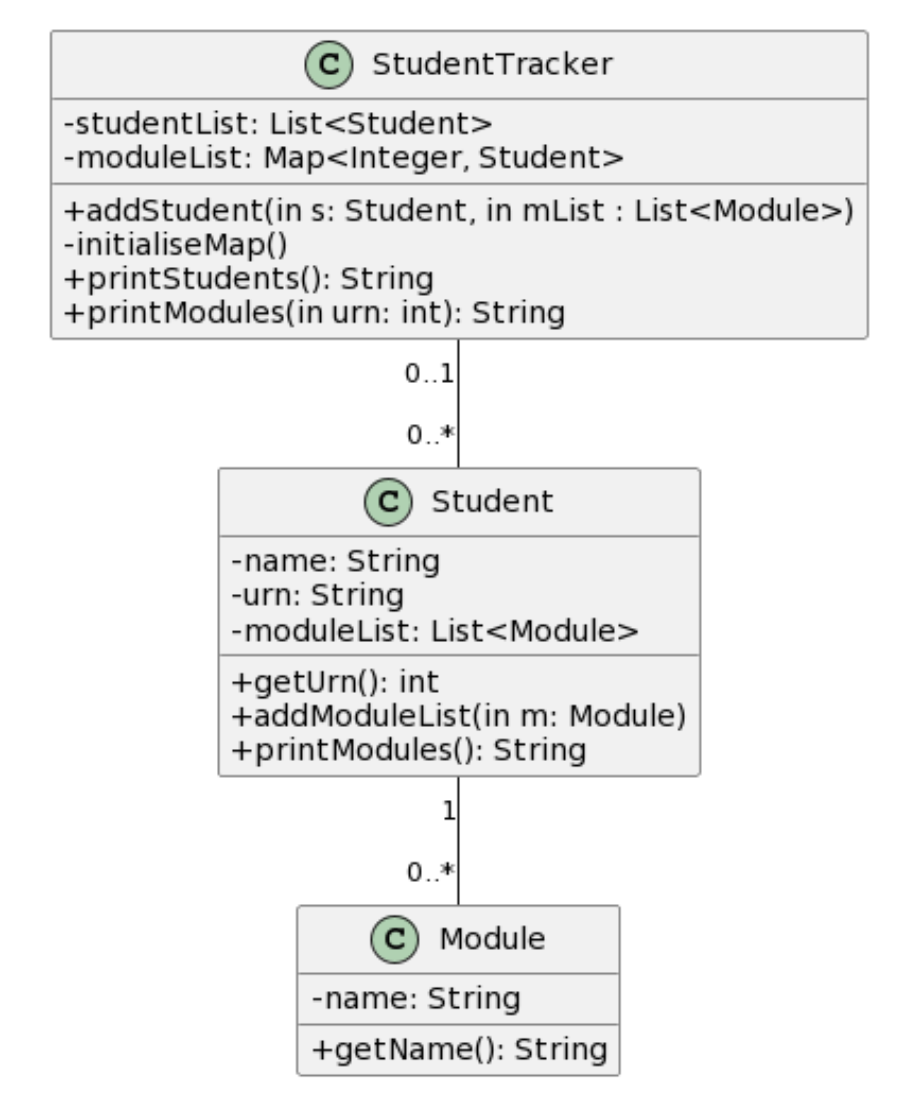 C StudentTracker
-studentList: List<Student>
-moduleList: Map<Integer, Student>
+addStudent(in s: Student, in mList : List<Module>)
-initialiseMap()
+printStudents(): String
+printModules(in urn: int): String
0..1
0..*
C Student
-name: String
-urn: String
-moduleList: List<Module>
+getUrn(): int
+addModuleList(in m: Module)
+printModules(): String
1
0..*
C Module
-name: String
+getName(): String